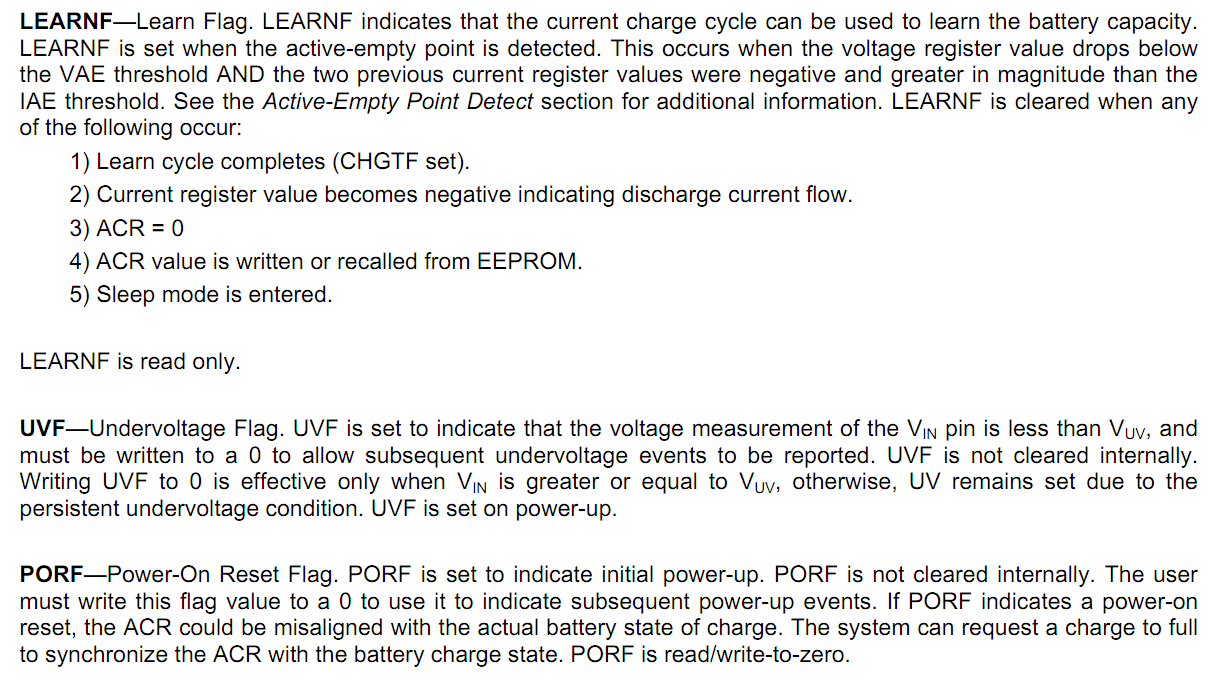 LEARNF—Learn Flag. LEARNF indicates that the current charge cycle can be used to learn the battery capacity.
LEARNF is set when the active-empty point is detected. This occurs when the voltage register value drops below
the VAE threshold AND the two previous current register values were negative and greater in magnitude than the
IAE threshold. See the Active-Empty Point Detect section for additional information. LEARNF is cleared when any
of the following occur:
1) Learn cycle completes (CHGTF set).
2) Current register value becomes negative indicating discharge current flow.
3) ACR = 0
4) ACR value is written or recalled from EEPROM.
5) Sleep mode is entered.
LEARNF is read only.
UVF—Undervoltage Flag. UVF is set to indicate that the voltage measurement of the VIN pin is less than VUV, and
must be written to a 0 to allow subsequent undervoltage events to be reported. UVF is not cleared internally.
Writing UVF to 0 is effective only when VIN is greater or equal to VUV, otherwise, UV remains set due to the
persistent undervoltage condition. UVF is set on power-up.
PORF—Power-On Reset Flag. PORF is set to indicate initial power-up. PORF is not cleared internally. The user
must write this flag value to a 0 to use it to indicate subsequent power-up events. If PORF indicates a power-on
reset, the ACR could be misaligned with the actual battery state of charge. The system can request a charge to full
to synchronize the ACR with the battery charge state. PORF is read/write-to-zero.